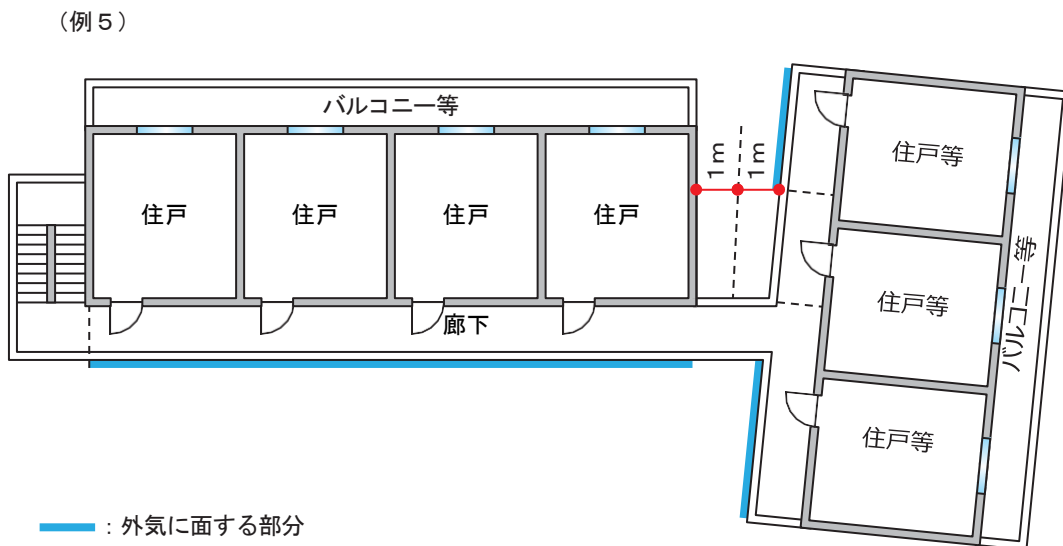 （例５）
バルコニー等
住戸
住戸
住戸
住戸
廊下
1m
1m
住戸等
住戸等
住戸等
バルコニー等
：外気に面する部分